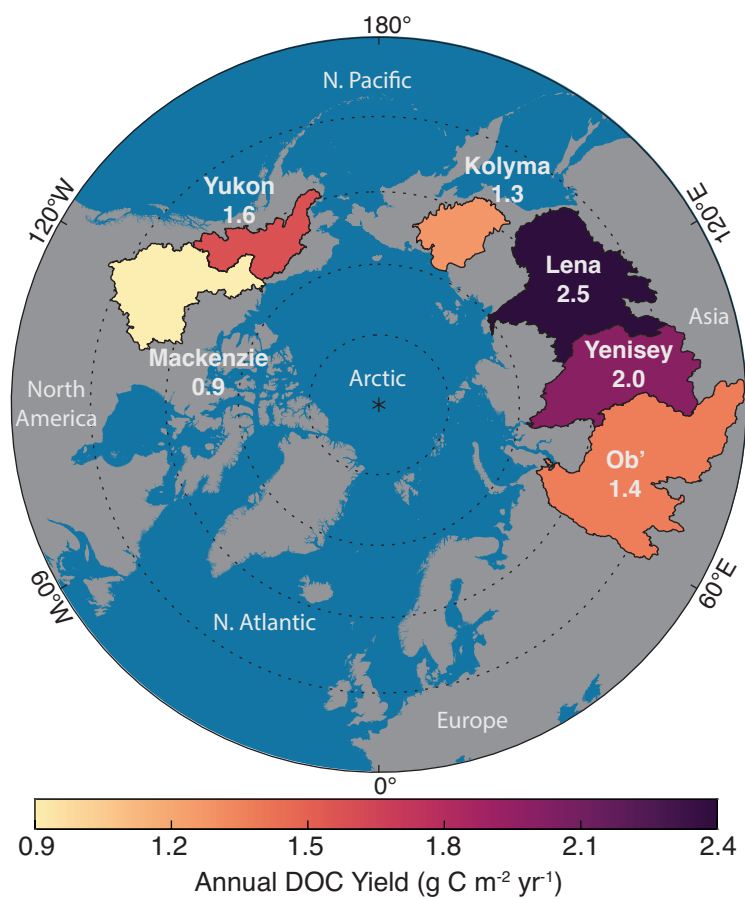 180°
N. Pacific
Kolyma
1.3
Yukon
1.6
120°W
120°E
Lena
2.5
Asia
Yenisey
2.0
Mackenzie
0.9
Arctic
North
America
Ob’
1.4
60°W
60°E
N. Atlantic
Europe
0°
0.9 1.2 1.5 1.8 2.1 2.4
Annual DOC Yield (g C m⁻² yr⁻¹)